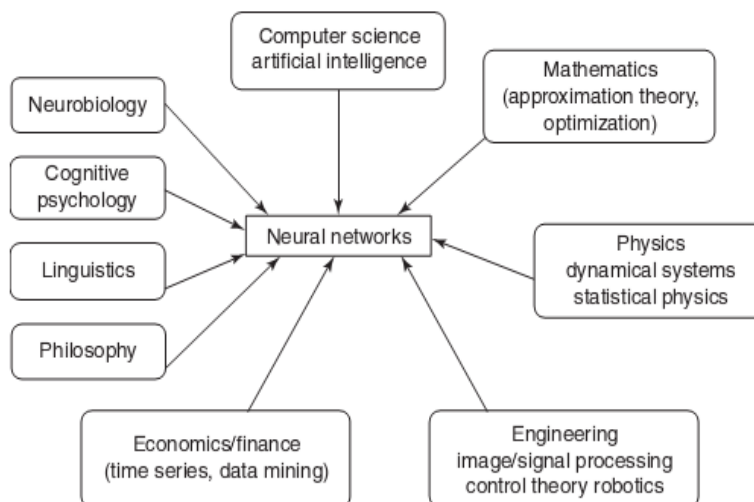 Computer science
artificial intelligence
Mathematics
(approximation theory,
optimization)
Neurobiology
Cognitive
psychology
Neural networks
Linguistics
Physics
dynamical systems
statistical physics
Philosophy
Economics/finance
(time series, data mining)
Engineering
image/signal processing
control theory robotics